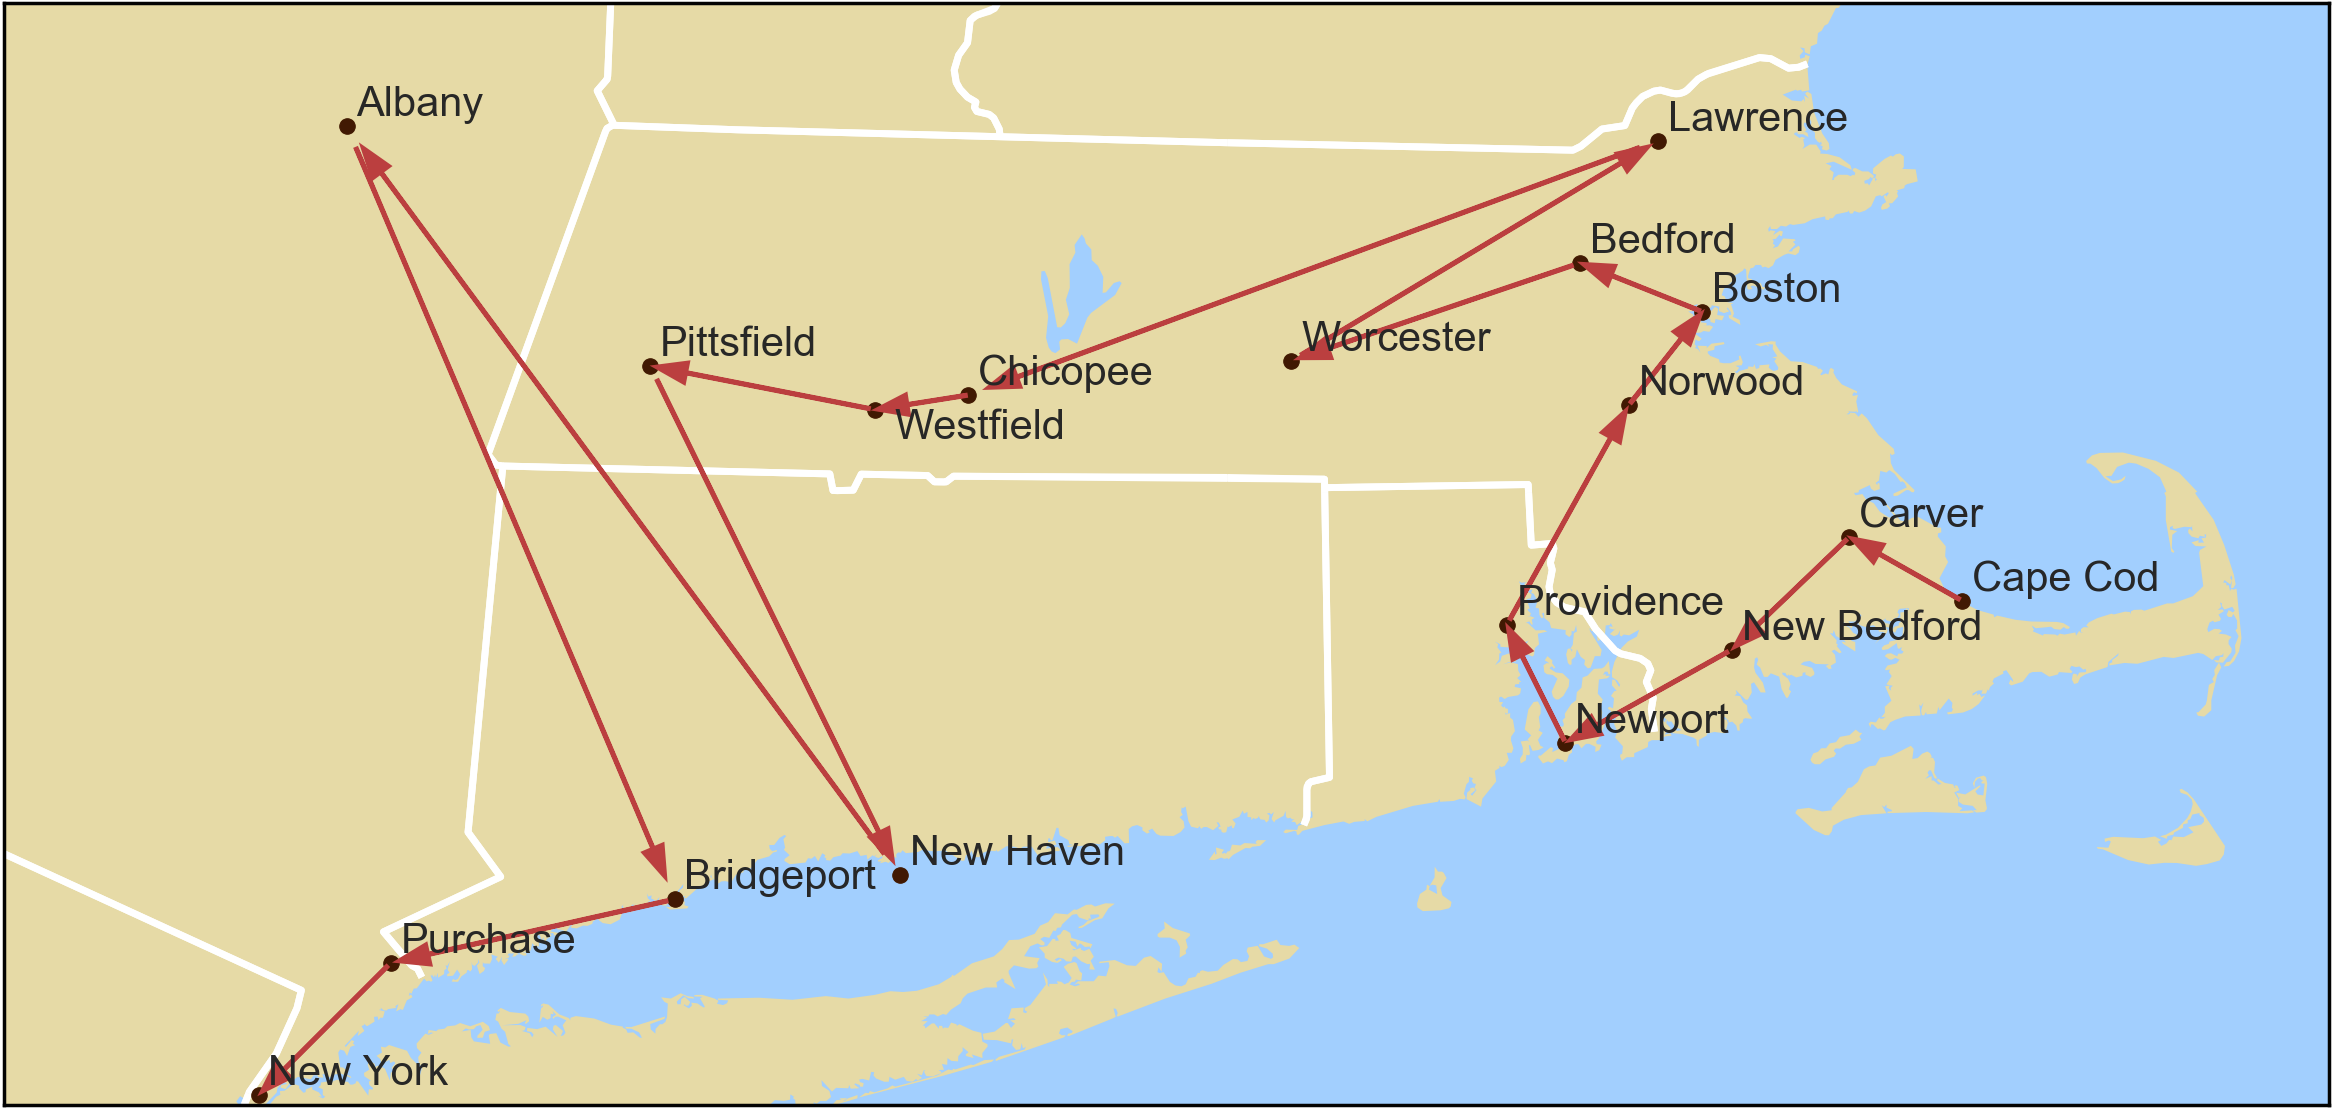 Albany
Lawrence
Bedford
Boston
Pittsfield
Worcester
Chicopee
Norwood
Westfield
Carver
Cape Cod
Providence
New Bedford
Newport
New Haven
Bridgeport
Purchase
New York